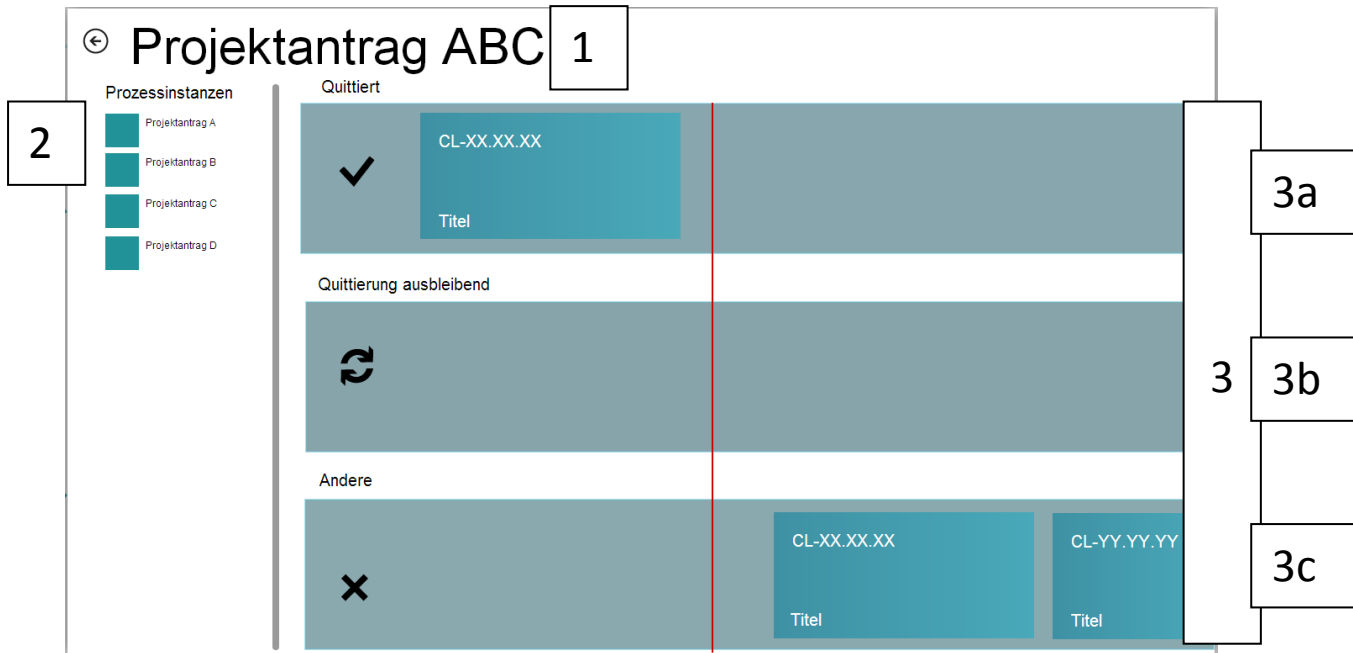 Projektantrag ABC
1
Prozessinstanzen
2
Projektantrag A
Projektantrag B
Projektantrag C
Projektantrag D
Quittiert
CL-XX.XX.XX
Titel
3a
Quittierung ausbleibend
3
3b
Andere
CL-XX.XX.XX
Titel
CL-YY.YY.YY
Titel
3c